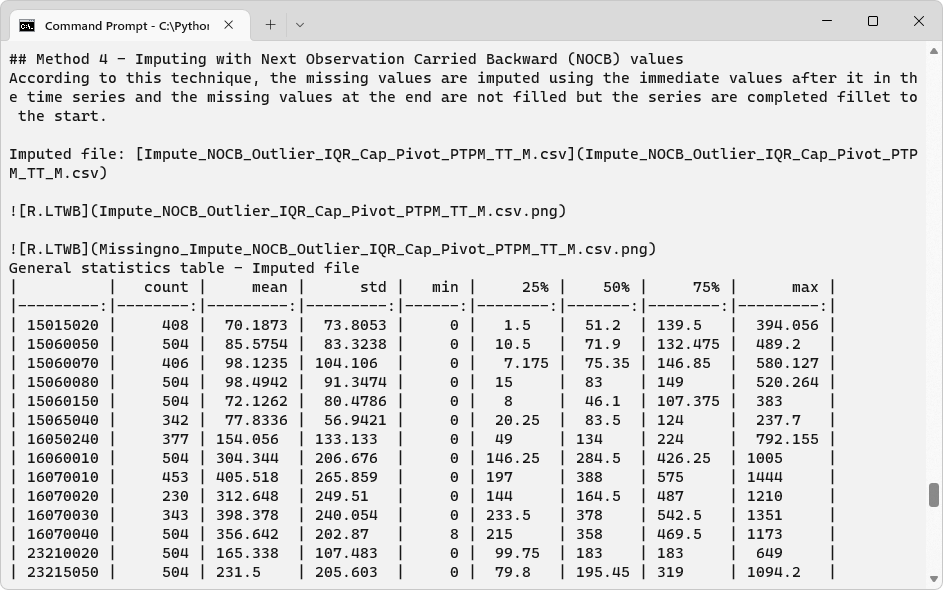 Command Prompt - C:\Python
## Method 4 - Imputing with Next Observation Carried Backward (NOCB) values
According to this technique, the missing values are imputed using the immediate values after it in th
e time series and the missing values at the end are not filled but the series are completed fillet to
 the start.
Imputed file: [Impute_NOCB_Outlier_IQR_Cap_Pivot_PTPM_TT_M.csv](Impute_NOCB_Outlier_IQR_Cap_Pivot_PTP
M_TT_M.csv)
![R.LTWB](Impute_NOCB_Outlier_IQR_Cap_Pivot_PTPM_TT_M.csv.png)
![R.LTWB](Missingno_Impute_NOCB_Outlier_IQR_Cap_Pivot_PTPM_TT_M.csv.png)
General statistics table - Imputed file
|          |   count |     mean |      std |   min |     25% |    50% |     75% |      max |
|---------:|--------:|---------:|---------:|------:|--------:|-------:|--------:|---------:|
| 15015020 |     408 |  70.1873 |  73.8053 |     0 |   1.5   |  51.2  | 139.5   |  394.056 |
| 15060050 |     504 |  85.5754 |  83.3238 |     0 |  10.5   |  71.9  | 132.475 |  489.2   |
| 15060070 |     406 |  98.1235 | 104.106  |     0 |   7.175 |  75.35 | 146.85  |  580.127 |
| 15060080 |     504 |  98.4942 |  91.3474 |     0 |  15     |  83    | 149     |  520.264 |
| 15060150 |     504 |  72.1262 |  80.4786 |     0 |   8     |  46.1  | 107.375 |  383     |
| 15065040 |     342 |  77.8336 |  56.9421 |     0 |  20.25  |  83.5  | 124     |  237.7   |
| 16050240 |     377 | 154.056  | 133.133  |     0 |  49     | 134    | 224     |  792.155 |
| 16060010 |     504 | 304.344  | 206.676  |     0 | 146.25  | 284.5  | 426.25  | 1005     |
| 16070010 |     453 | 405.518  | 265.859  |     0 | 197     | 388    | 575     | 1444     |
| 16070020 |     230 | 312.648  | 249.51   |     0 | 144     | 164.5  | 487     | 1210     |
| 16070030 |     343 | 398.378  | 240.054  |     0 | 233.5   | 378    | 542.5   | 1351     |
| 16070040 |     504 | 356.642  | 202.87   |     8 | 215     | 358    | 469.5   | 1173     |
| 23210020 |     504 | 165.338  | 107.483  |     0 |  99.75  | 183    | 183     |  649     |
| 23215050 |     504 | 231.5    | 205.603  |     0 |  79.8   | 195.45 | 319     | 1094.2   |